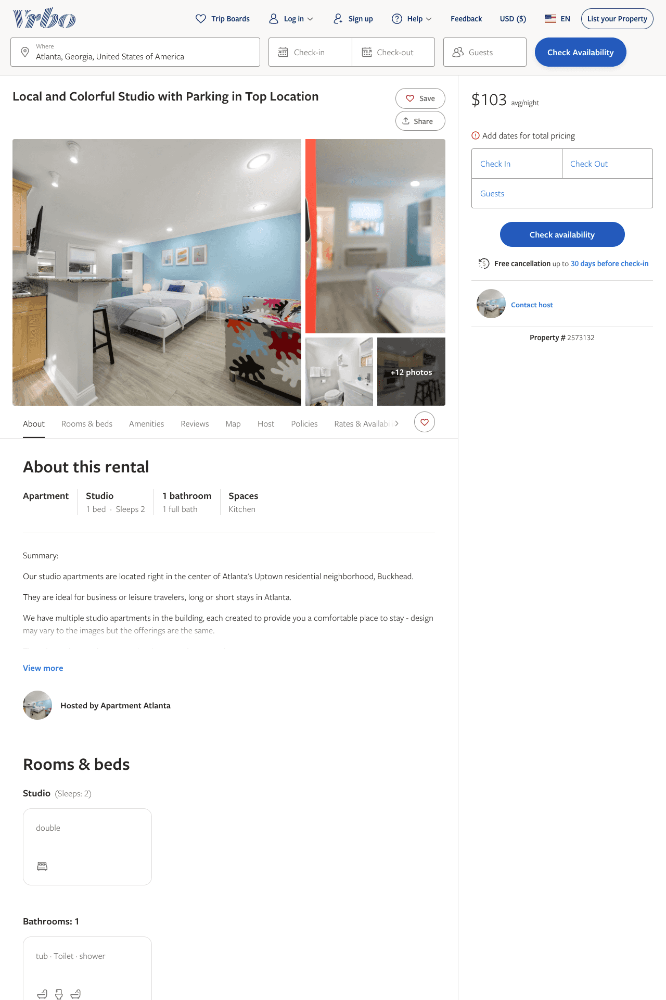 Vrbo
Trip Boards
Log in
Sign up
Help
Feedback
USD ($)
EN
List your Property
Where
Atlanta, Georgia, United States of America
Check-in
Check-out
Guests
Check Availability
Local and Colorful Studio with Parking in Top Location
Save
Share
+12 photos
$103 avg/night
Add dates for total pricing
Check In
Check Out
Guests
Check availability
Free cancellation up to 30 days before check-in
Contact host
Property # 2573132
About
Rooms & beds
Amenities
Reviews
Map
Host
Policies
Rates & Availabili
About this rental
Apartment
Studio
1 bed · Sleeps 2
1 bathroom
1 full bath
Spaces
Kitchen
Summary:
Our studio apartments are located right in the center of Atlanta's Uptown residential neighborhood, Buckhead.
They are ideal for business or leisure travelers, long or short stays in Atlanta.
We have multiple studio apartments in the building, each created to provide you a comfortable place to stay - design
may vary to the images but the offerings are the same.
View more
Hosted by Apartment Atlanta
Rooms & beds
Studio (Sleeps: 2)
double
Bathrooms: 1
tub · Toilet · shower